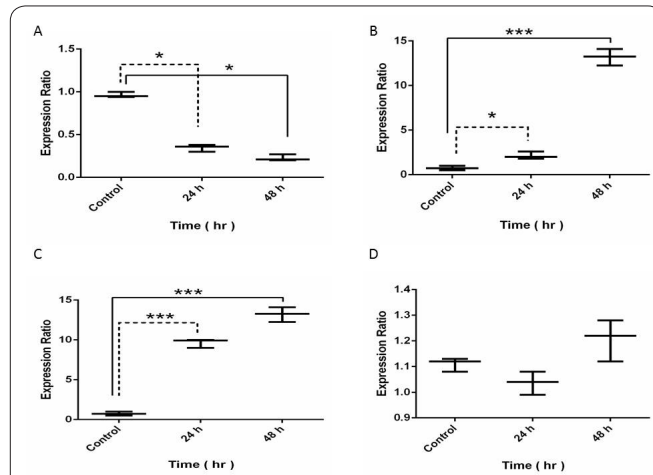 A
Expression Ratio
1.5
1.0
0.5
0.0
*
*
Control
24 h
48 h
Time ( hr )
B
Expression Ratio
15
10
5
0
***
*
Control
24 h
48 h
Time ( hr )
C
Expression Ratio
15
10
5
0
***
***
Control
24 h
48 h
Time ( hr )
D
Expression Ratio
1.4
1.3
1.2
1.1
1.0
0.9
Control
24 h
48 h
Time ( hr )